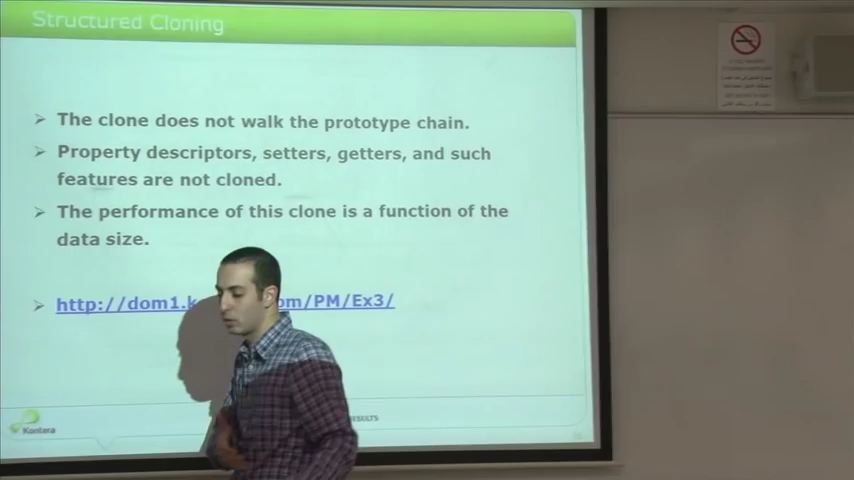 Structured Cloning
The clone does not walk the prototype chain.
Property descriptors, setters, getters, and such
features are not cloned.
The performance of this clone is a function of the
data size.
http://dom1.k om/PM/Ex3/
Kontera
RESULTS